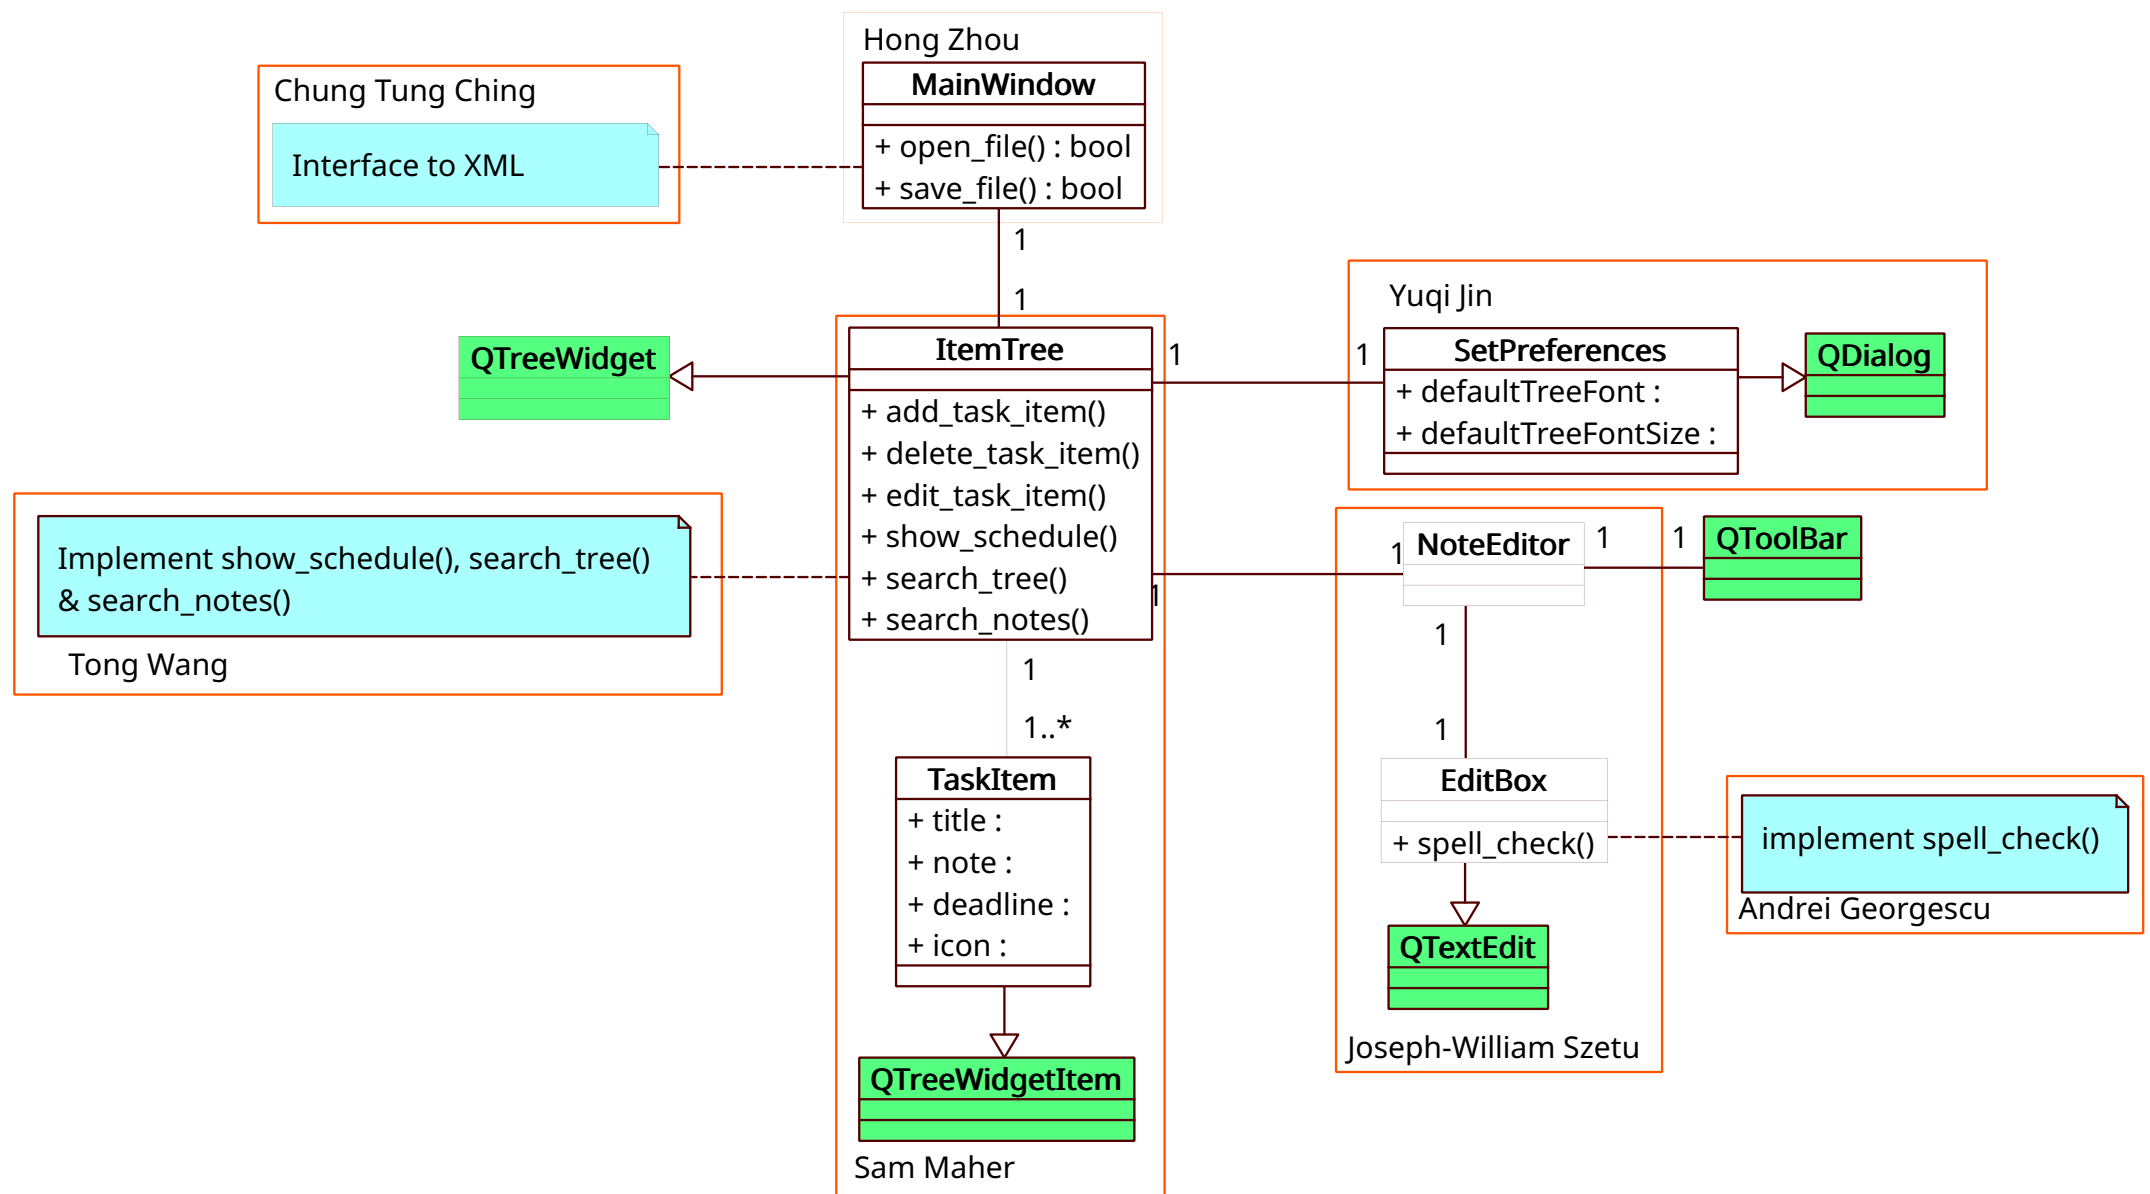 Hong Zhou
MainWindow
+ open_file() : bool
+ save_file() : bool
Chung Tung Ching
Interface to XML
1
1
Yuqi Jin
SetPreferences
+ defaultTreeFont :
+ defaultTreeFontSize :
QDialog
QTreeWidget
ItemTree
+ add_task_item()
+ delete_task_item()
+ edit_task_item()
+ show_schedule()
+ search_tree()
+ search_notes()
1
1
Implement show_schedule(), search_tree()
& search_notes()
Tong Wang
1
1
NoteEditor
1
1
QToolBar
1
1..*
1
1
TaskItem
+ title :
+ note :
+ deadline :
+ icon :
EditBox
+ spell_check()
implement spell_check()
Andrei Georgescu
QTextEdit
Joseph-William Szetu
QTreeWidgetItem
Sam Maher